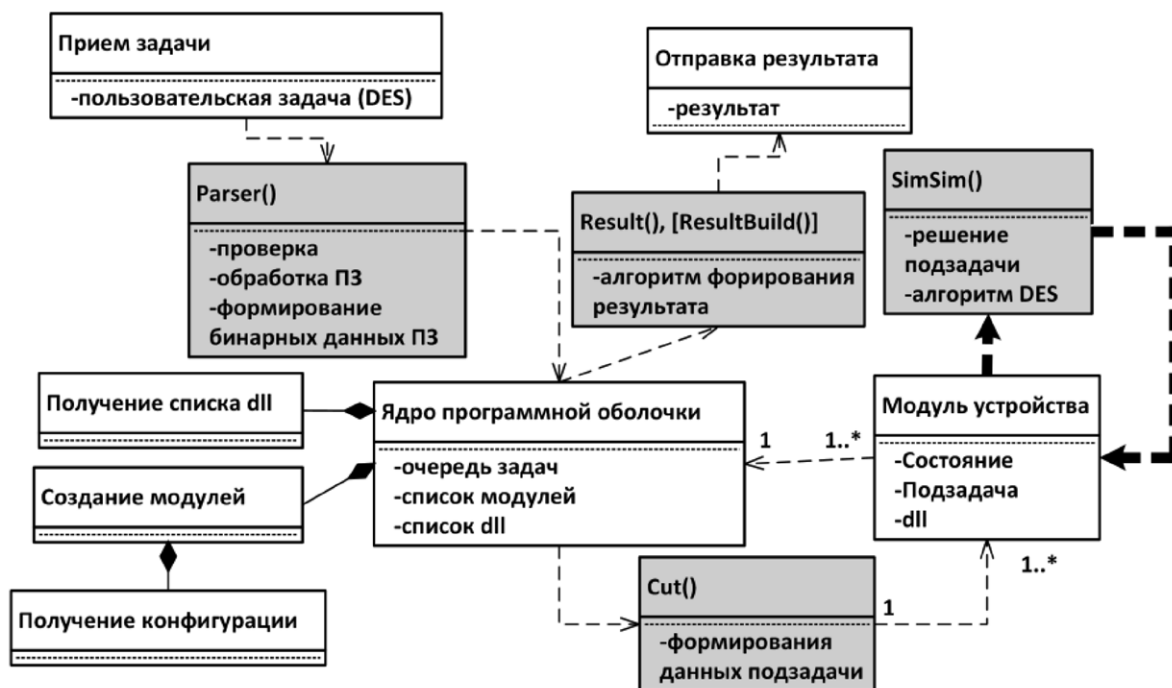 Прием задачи
-пользовательская задача (DES)
Отправка результата
-результат
Parser()
-проверка
-обработка ПЗ
-формирование
бинарных данных ПЗ
Result(), [ResultBuild()]
-алгоритм форирования
результата
SimSim()
-решение
подзадачи
-алгоритм DES
Получение списка dll
Создание модулей
Получение конфигурации
Ядро программной оболочки
-очередь задач
-список модулей
-список dll
1
1..*
Модуль устройства
-Состояние
-Подзадача
-dll
Cut()
-формирования
данных подзадачи
1
1..*